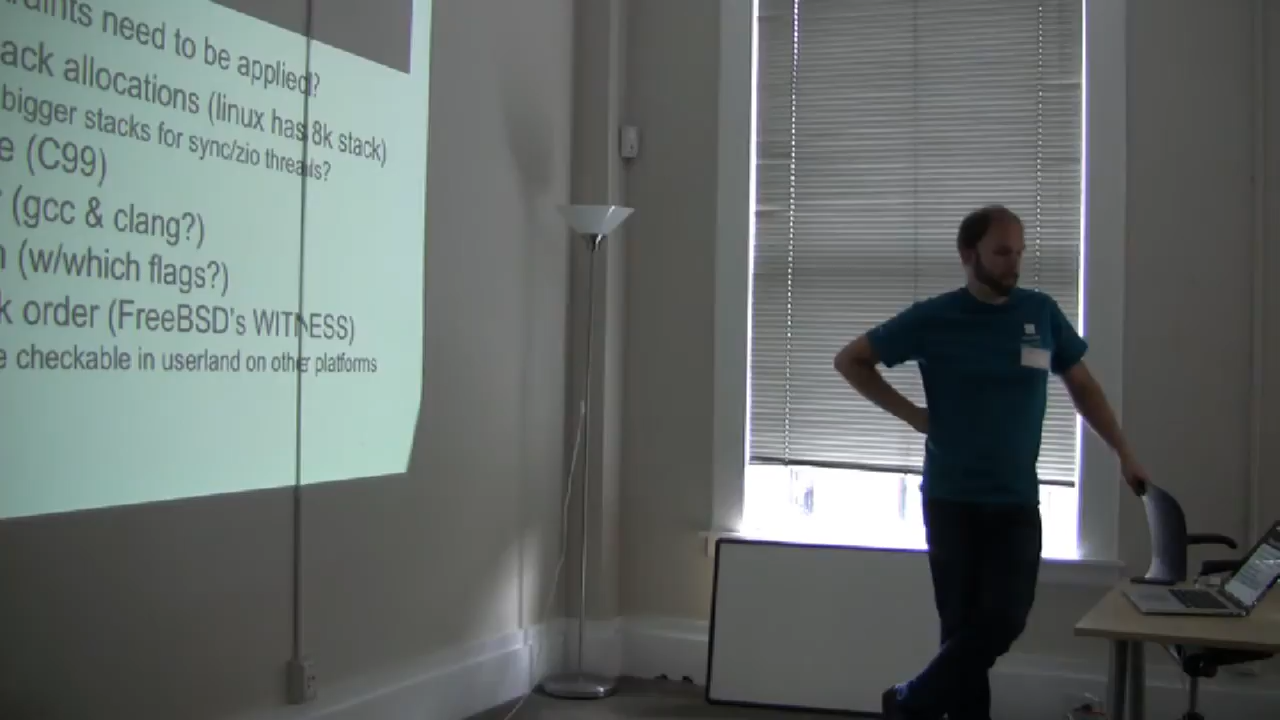 need to be applied?
ack allocations (linux has 8k stack)
bigger stacks for sync/zio threads?
e (C99)
(gcc & clang?)
(w/which flags?)
k order (FreeBSD's WITNESS)
e checkable in userland on other platforms